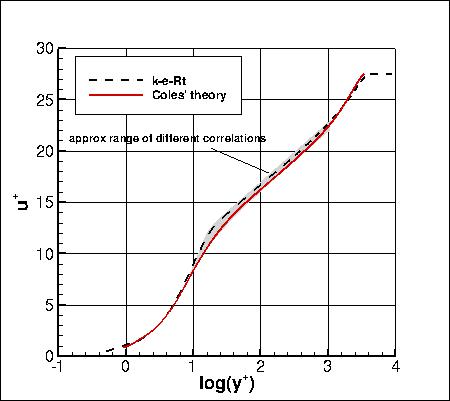 30
25
20
15
10
5
0
u+
k-e-Rt
Coles' theory
approx range of different correlations
-1
0
1
2
3
4
log(y+)